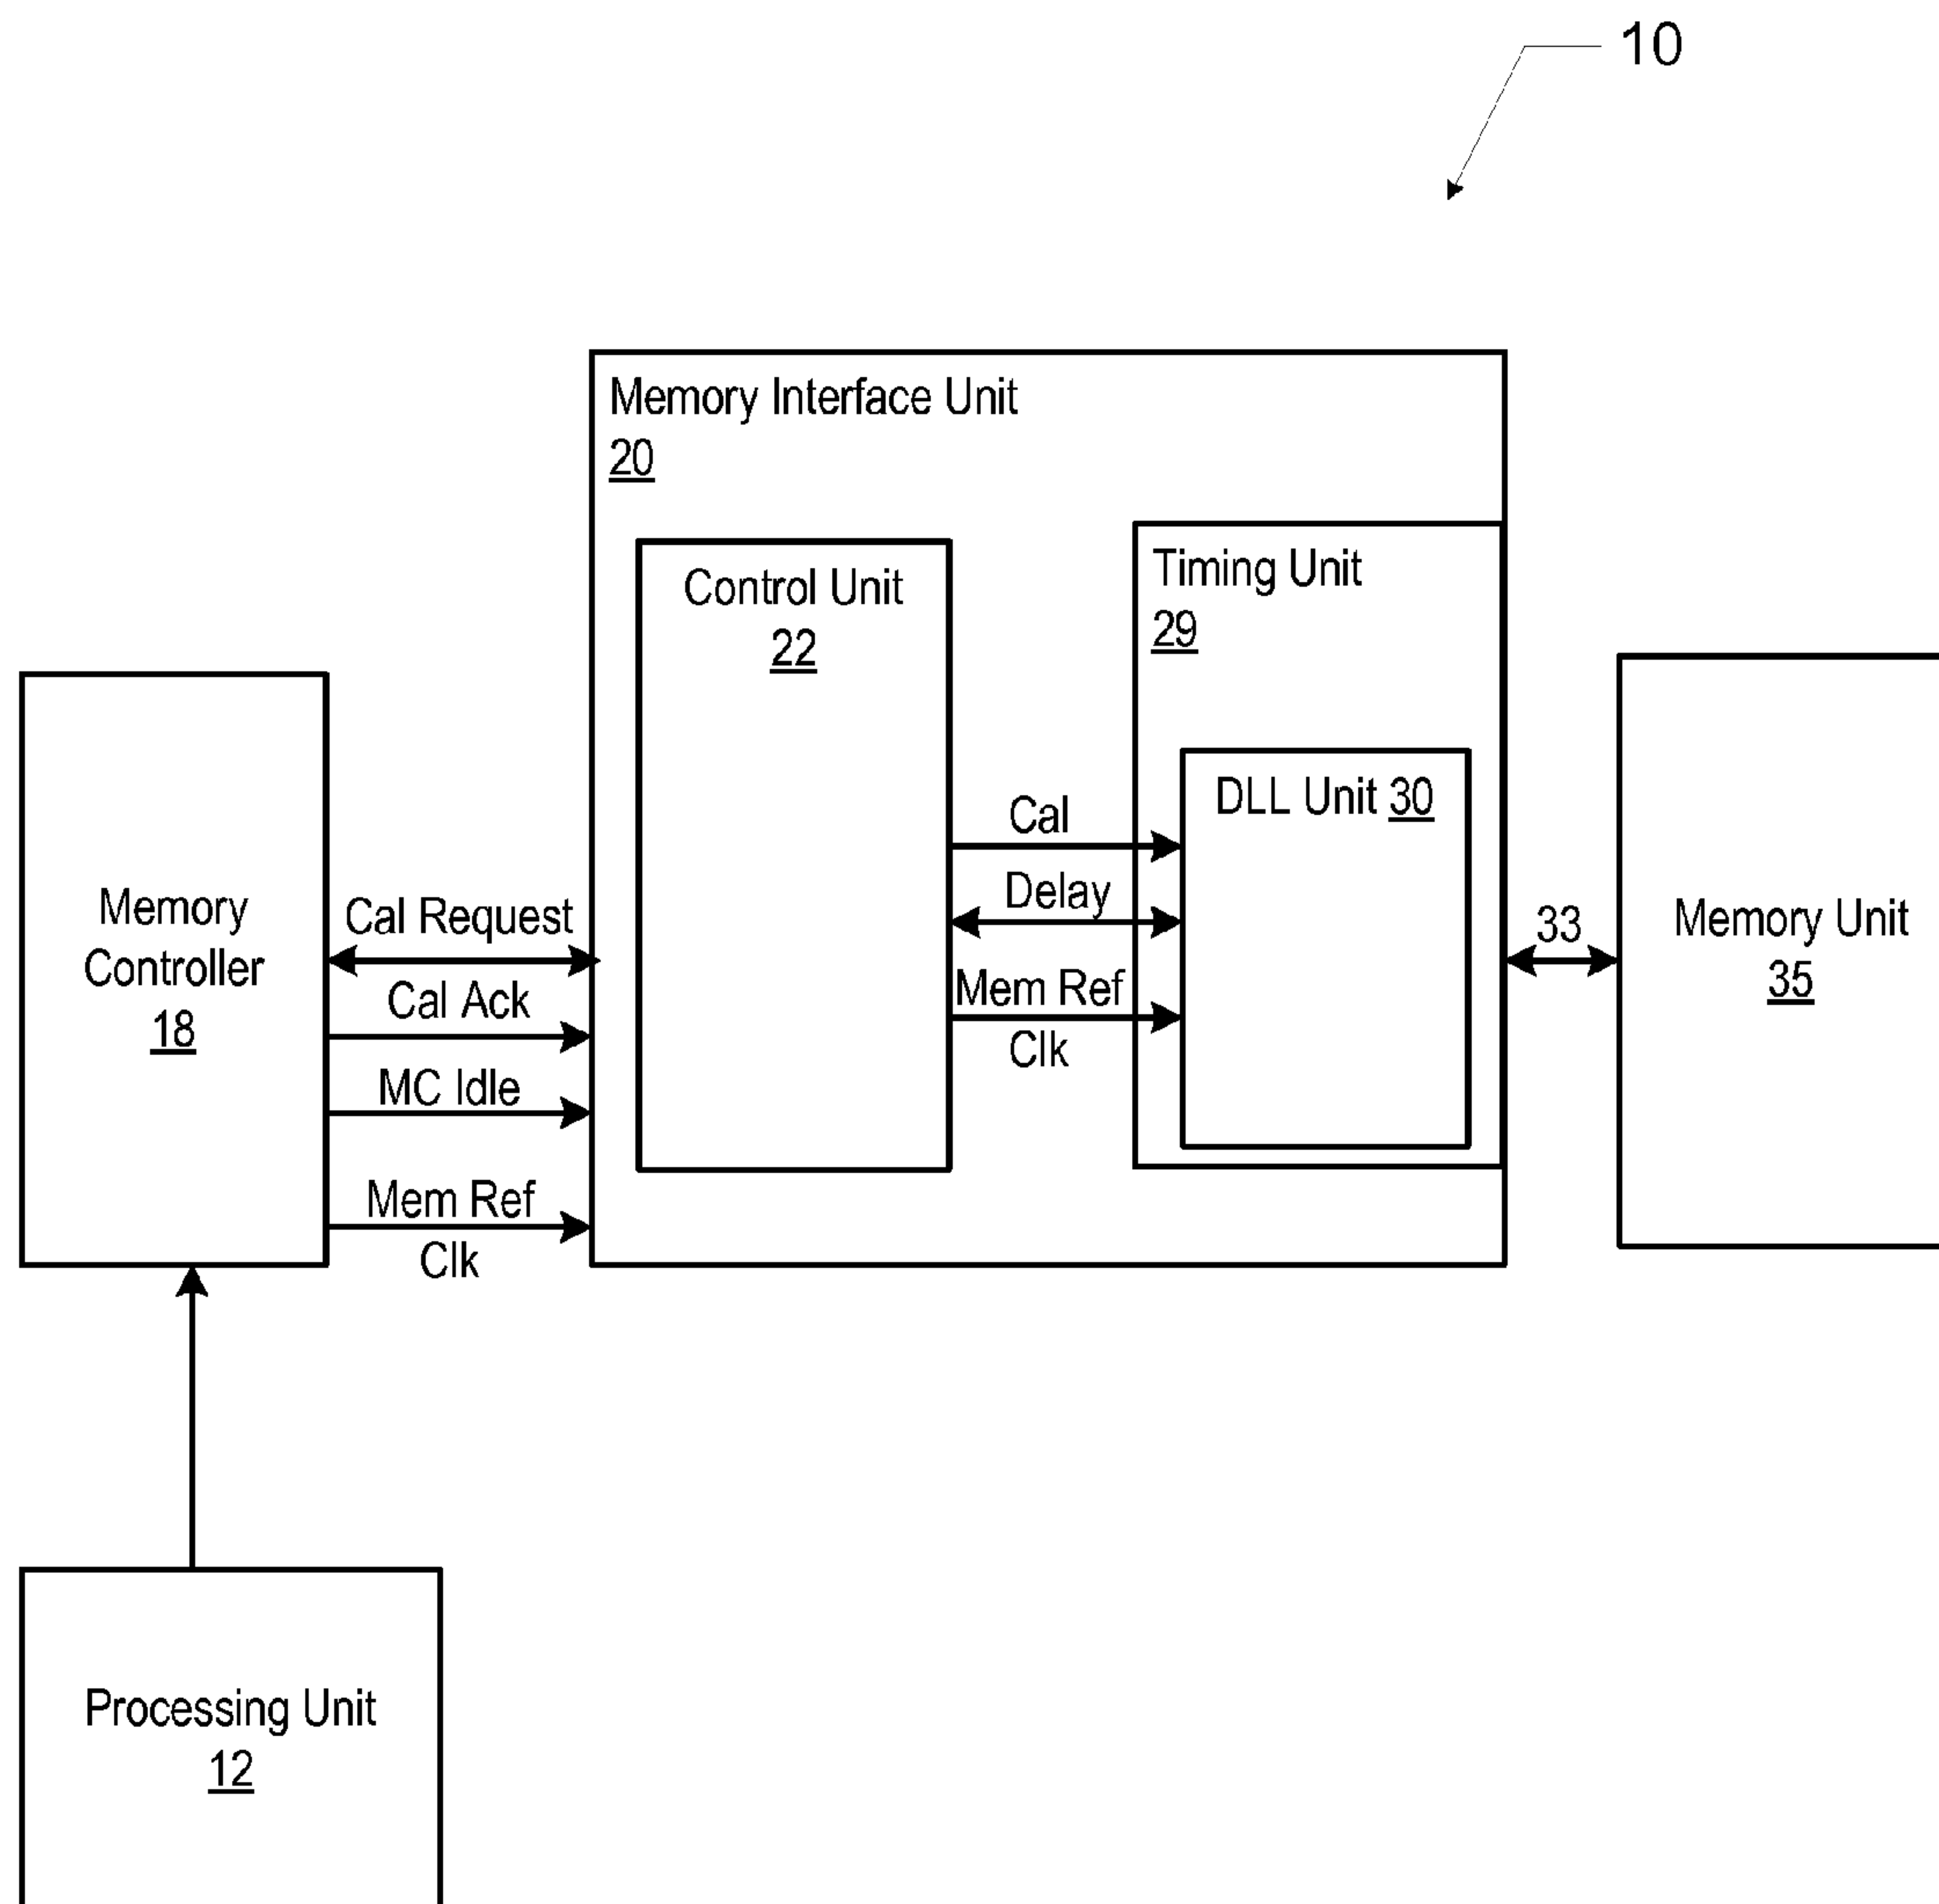 10
Memory Interface Unit
20
Control Unit
22
Timing Unit
29
DLL Unit 30
Cal
Delay
Mem Ref
Clk
Memory
Controller
18
Cal Request
Cal Ack
MC Idle
Mem Ref
Clk
33
Memory Unit
35
Processing Unit
12